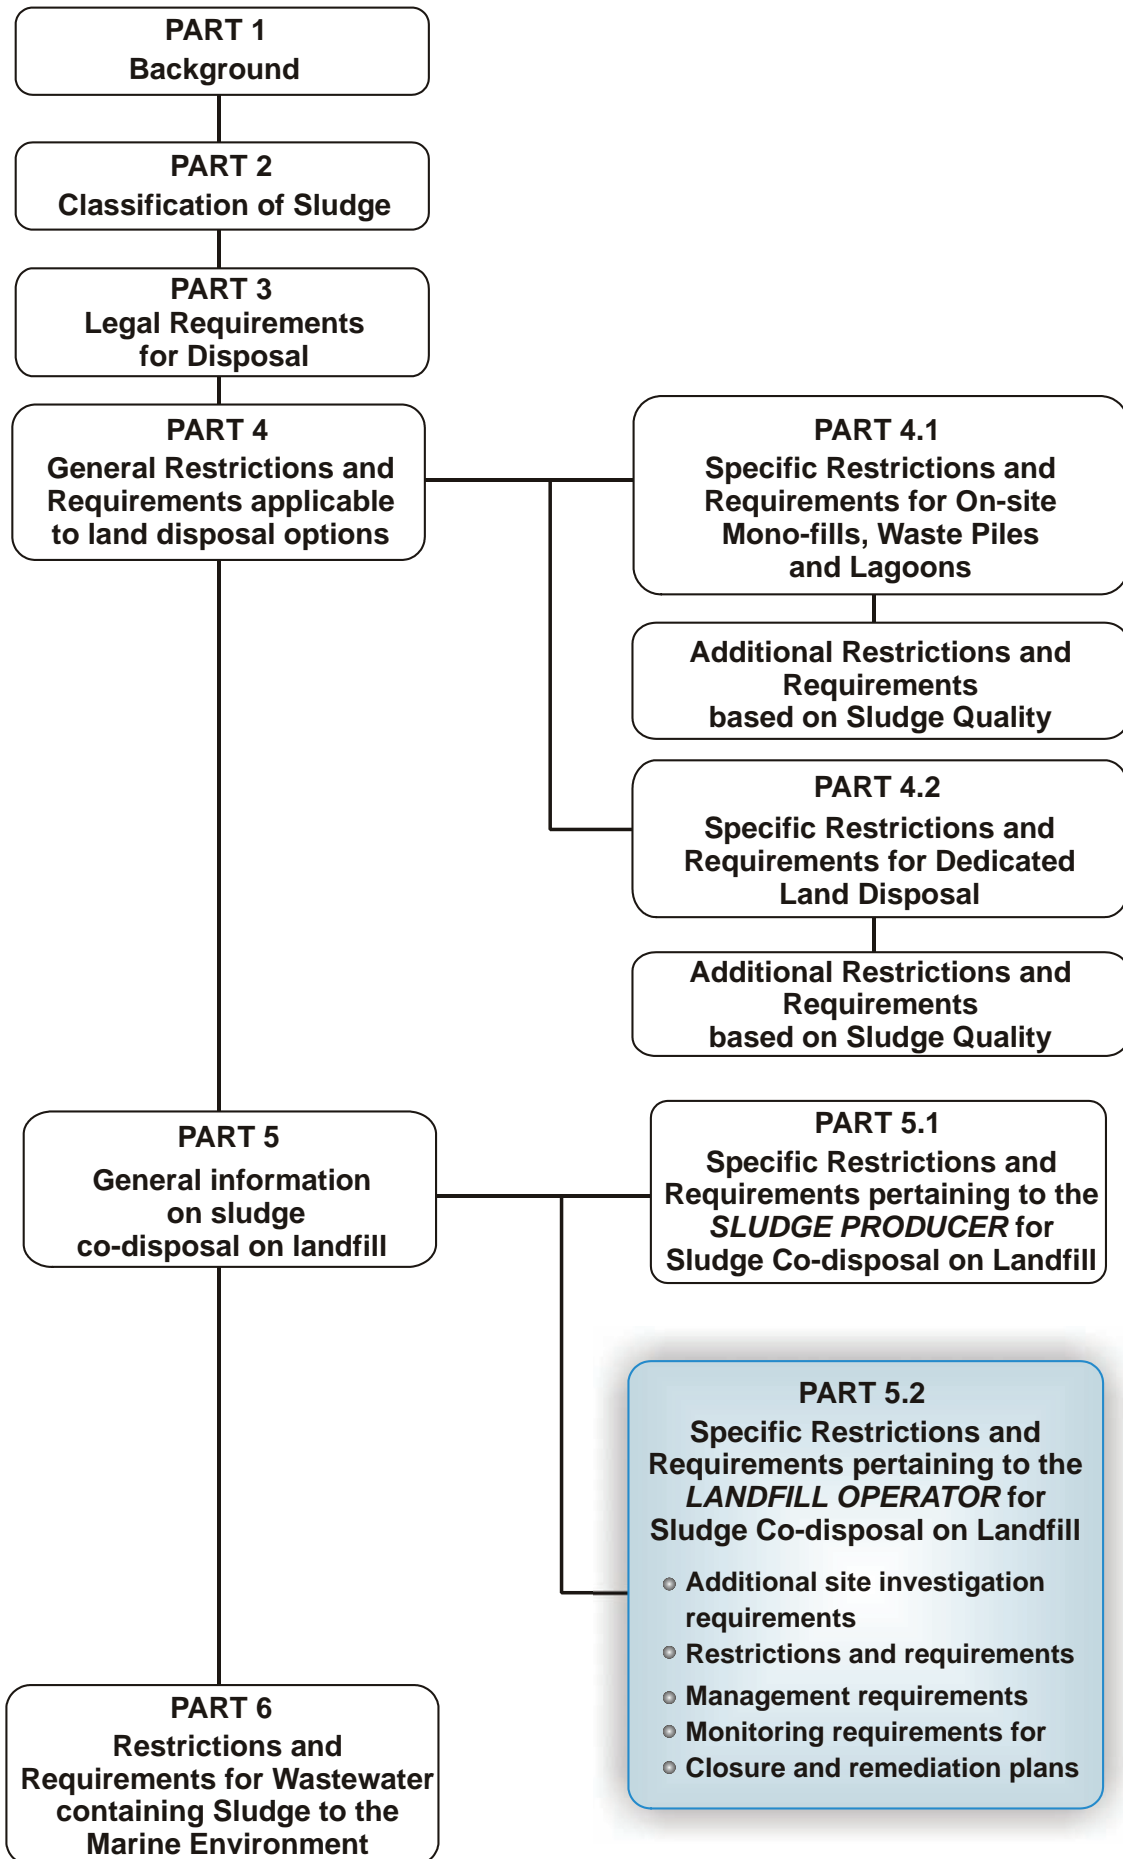 PART 1
Background
PART 2
Classification of Sludge
PART 3
Legal Requirements
for Disposal
PART 4
General Restrictions and
Requirements applicable
to land disposal options
PART 4.1
Specific Restrictions and
Requirements for On-site
Mono-fills, Waste Piles
and Lagoons
Additional Restrictions and
Requirements
based on Sludge Quality
PART 4.2
Specific Restrictions and
Requirements for Dedicated
Land Disposal
Additional Restrictions and
Requirements
based on Sludge Quality
PART 5
General information
on sludge
co-disposal on landfill
PART 5.1
Specific Restrictions and
Requirements pertaining to the
SLUDGE PRODUCER for
Sludge Co-disposal on Landfill
PART 5.2
Specific Restrictions and
Requirements pertaining to the
LANDFILL OPERATOR for
Sludge Co-disposal on Landfill
Additional site investigation
requirements
Restrictions and requirements
Management requirements
Monitoring requirements for
Closure and remediation plans
PART 6
Restrictions and
Requirements for Wastewater
containing Sludge to the
Marine Environment